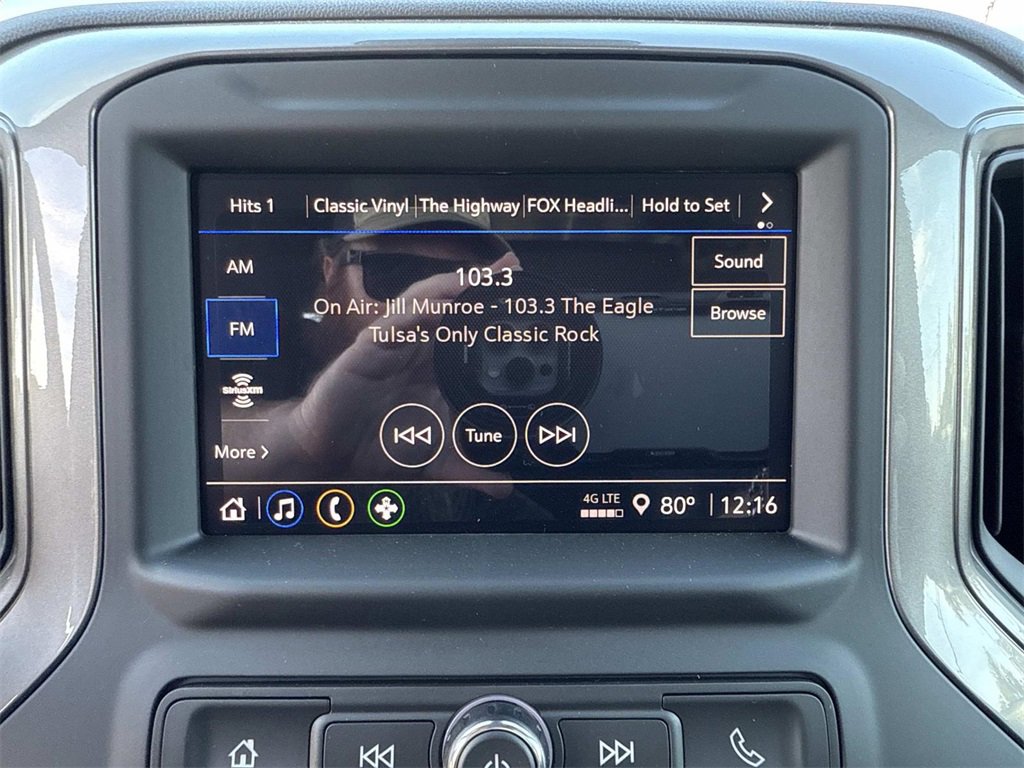 Hits 1 Classic Vinyl The Highway FOX Headli... Hold to Set
AM
103.3
Sound
On Air: Jill Munroe - 103.3 The Eagle
Browse
FM
Tulsa's Only Classic Rock
SiriusXM
Tune
More
4G LTE
80° 12:16